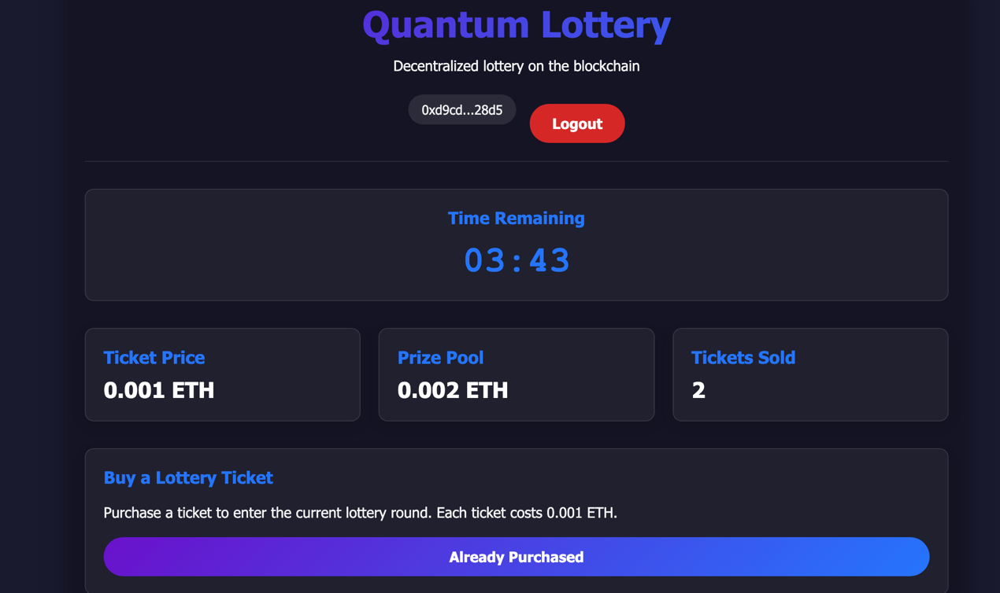 Quantum Lottery
Decentralized lottery on the blockchain
0xd9cd...28d5
Logout
Time Remaining
03:43
Ticket Price
0.001 ETH
Prize Pool
0.002 ETH
Tickets Sold
2
Buy a Lottery Ticket
Purchase a ticket to enter the current lottery round. Each ticket costs 0.001 ETH.
Already Purchased